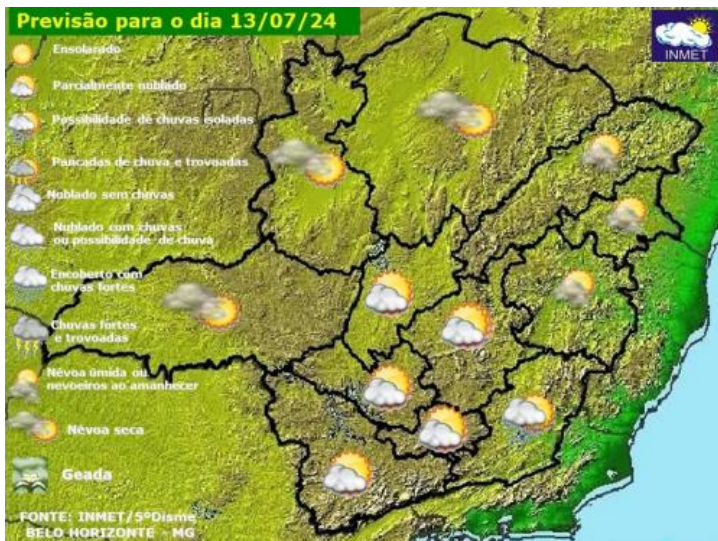 Previsão para o dia 13/07/24
INMET
Ensolarado
Parcialmente nublado
Possibilidade de chuvas isoladas
Pancadas de chuva e trovoadas
Nublado sem chuvas
Nublado com chuvas
ou possibilidade de chuva
Encoberto com
chuvas fortes
Chuvas fortes
e trovoadas
Névoa úmida ou
nevoeiros ao amanhecer
Névoa seca
Geada
FONTE: INMET/5ºDisme
BELO HORIZONTE - MG